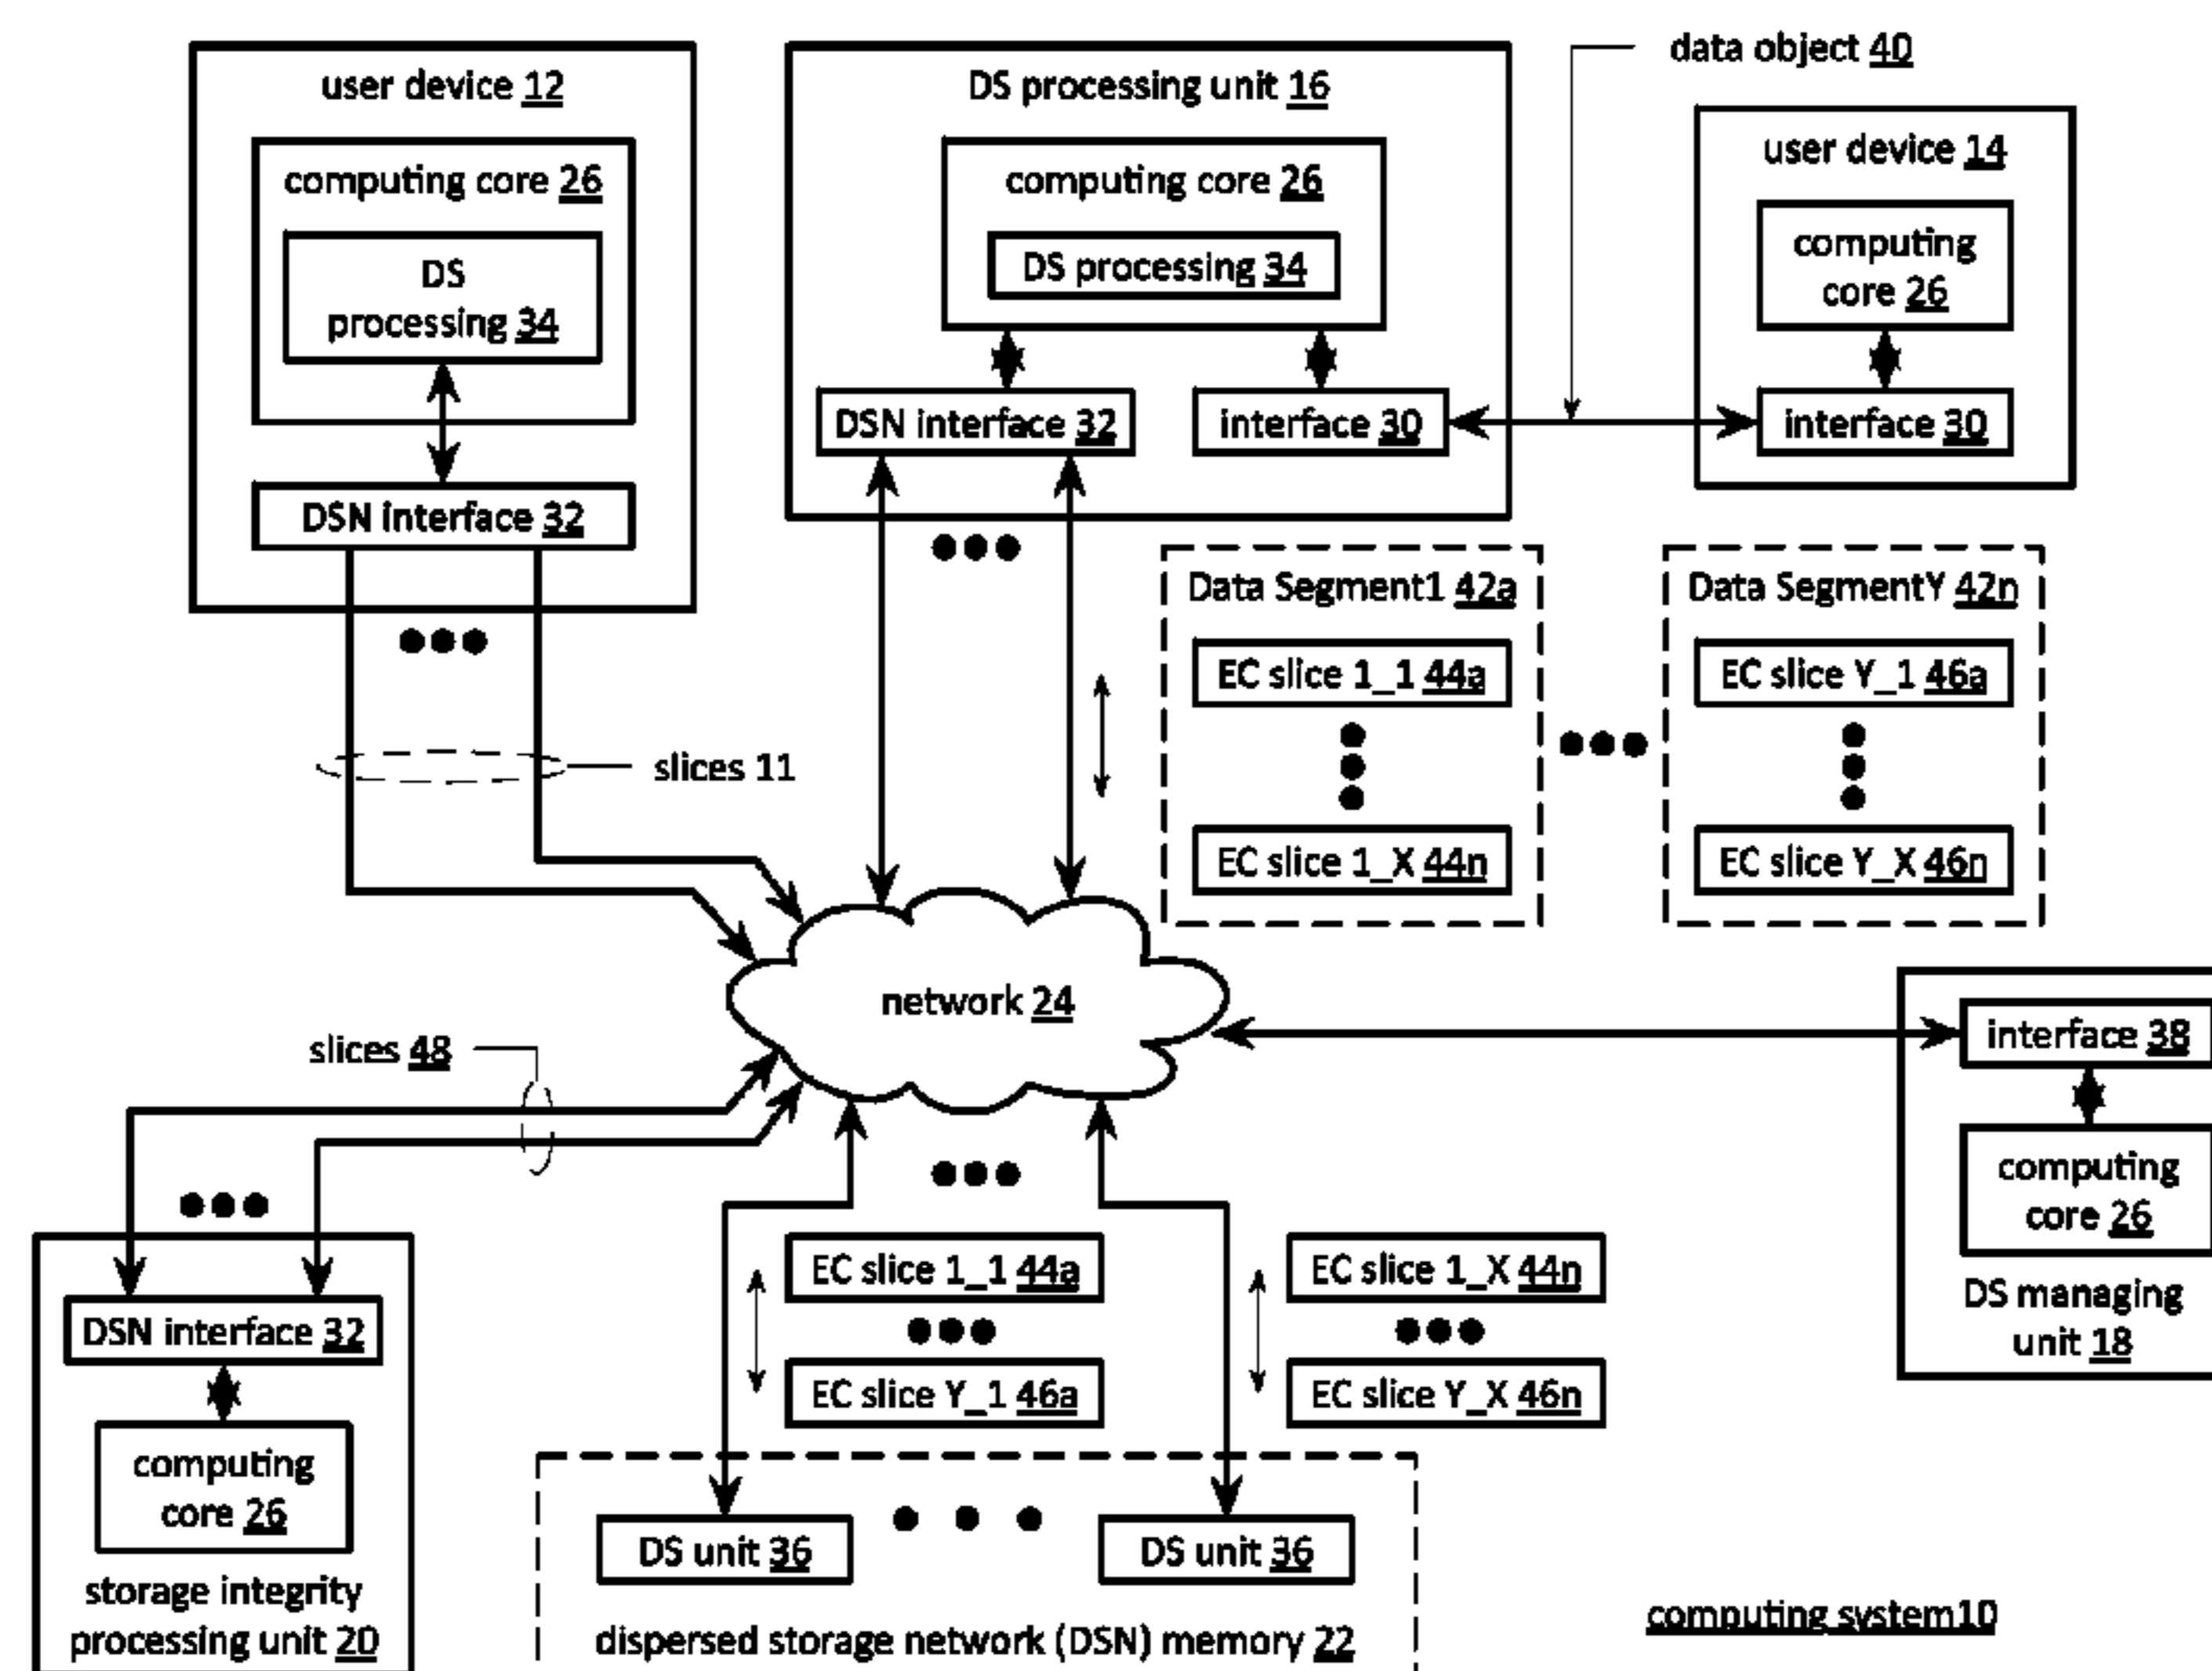 user device 12
computing core 26
DS
processing 34
DSN interface 32
DS processing unit 16
computing core 26
DS processing 34
DSN interface 32
interface 30
data object 40
user device 14
computing
core 26
interface 30
Data Segment1 42a
EC slice 1_1 44a
EC slice 1_X 44n
Data SegmentY 42n
EC slice Y_1 46a
EC slice Y_X 46n
slices 11
network 24
slices 48
interface 38
computing
core 26
DS managing
unit 18
EC slice 1_1 44a
EC slice Y_1 46a
EC slice 1_X 44n
EC slice Y_X 46n
DSN interface 32
computing
core 26
storage integrity
processing unit 20
DS unit 36
DS unit 36
dispersed storage network (DSN) memory 22
computing system10